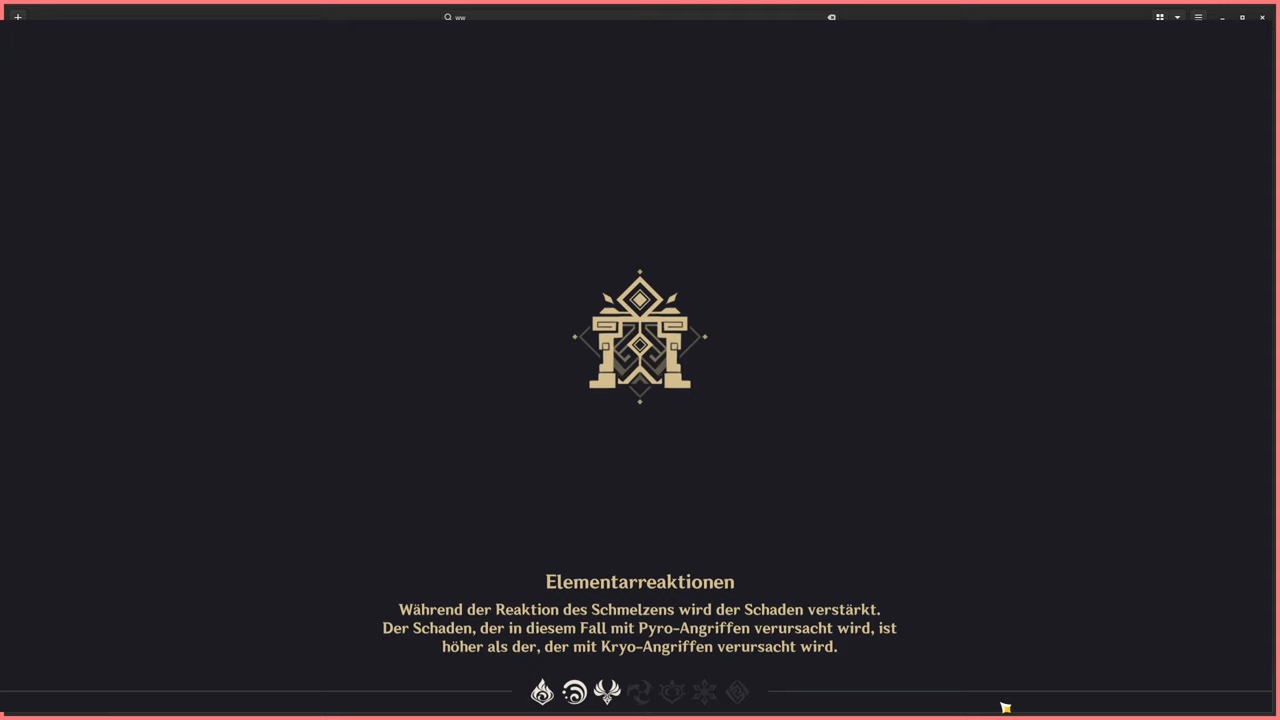 ww
Elementarreaktionen
Während der Reaktion des Schmelzens wird der Schaden verstärkt.
Der Schaden, der in diesem Fall mit Pyro-Angriffen verursacht wird, ist
höher als der, der mit Kryo-Angriffen verursacht wird.